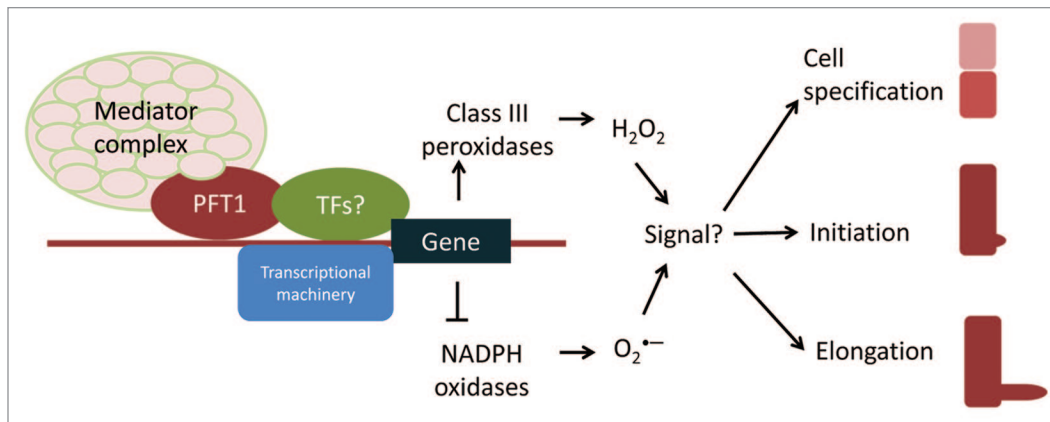 Mediator
complex
PFT1
TFs?
Gene
Transcriptional
machinery
Class III
peroxidases
H₂O₂
NADPH
oxidases
O₂•–
Signal?
Cell
specification
Initiation
Elongation